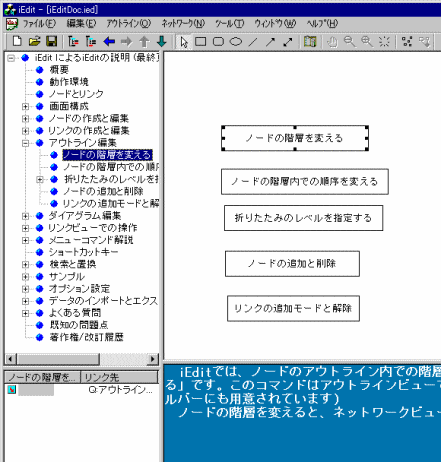 iEdit - [iEditDoc.ied]
ファイル(F) 編集(E) アウトライン(O) ネットワーク(N) ツール(T) ウィンドウ(W) ヘルプ(H)
iEdit IによるiEditの説明 (最終
概要
動作環境
ノードとリンク
画面構成
ノードの作成と編集
リンクの作成と編集
アウトライン編集
ノードの階層を変える
ノードの階層内での順
折りたたみのレベルを
ノードの追加と削除
リンクの追加モードと解
ダイアグラム編集
リンクビューでの操作
メニューコマンド解説
ショートカットキー
検索と置換
サンプル
オプション設定
データのインポートとエクス
よくある質問
既知の問題点
著作権/改訂履歴
ノードの階層を変える
ノードの階層内での順序を変える
折りたたみのレベルを指定する
ノードの追加と削除
リンクの追加モードと解除
ノードの階層を... リンク先
Q:アウトライン...
iEditでは、ノードのアウトライン内での階層
る」です。このコマンドはアウトラインビューで
ルバーにも用意されています)
ノードの階層を変えると、ネットワークビュー